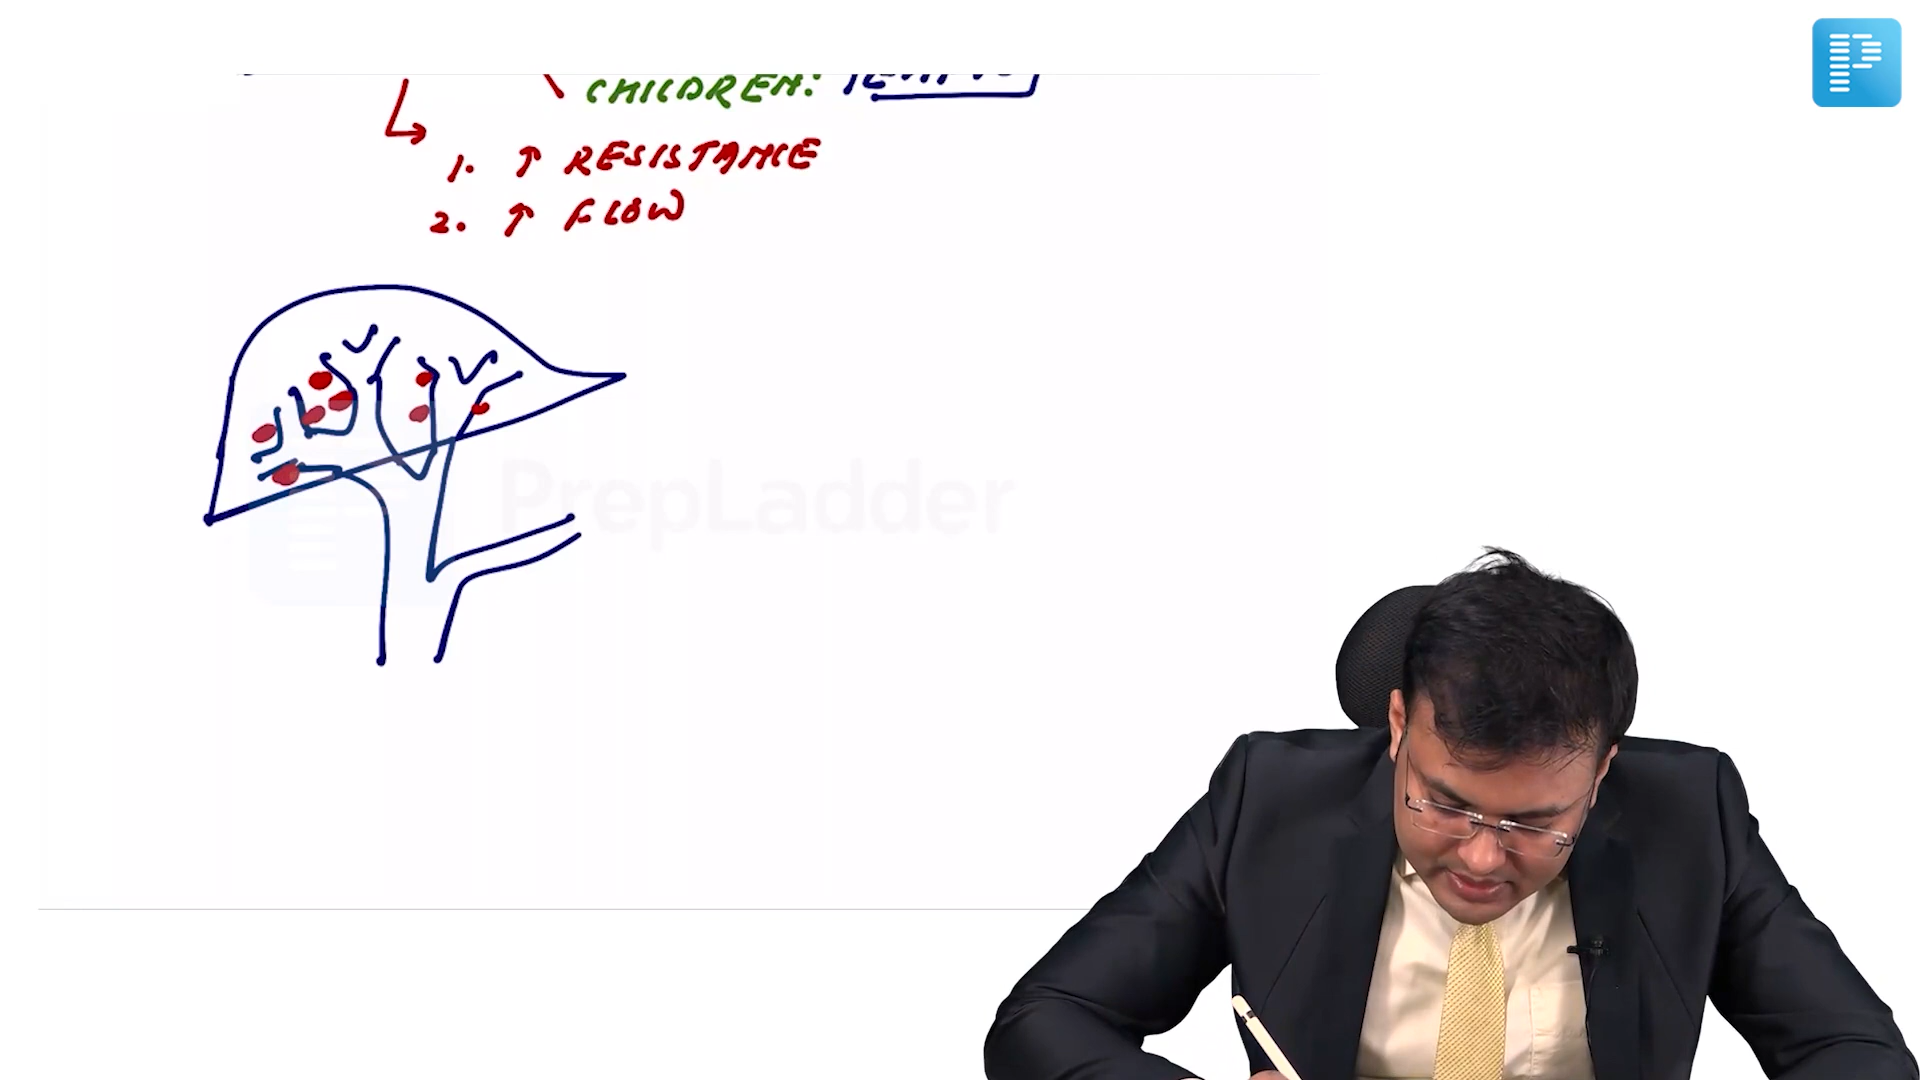 CHILDREN:
1. ↑ RESISTANCE
2. ↑ FLOW
PrepLadder